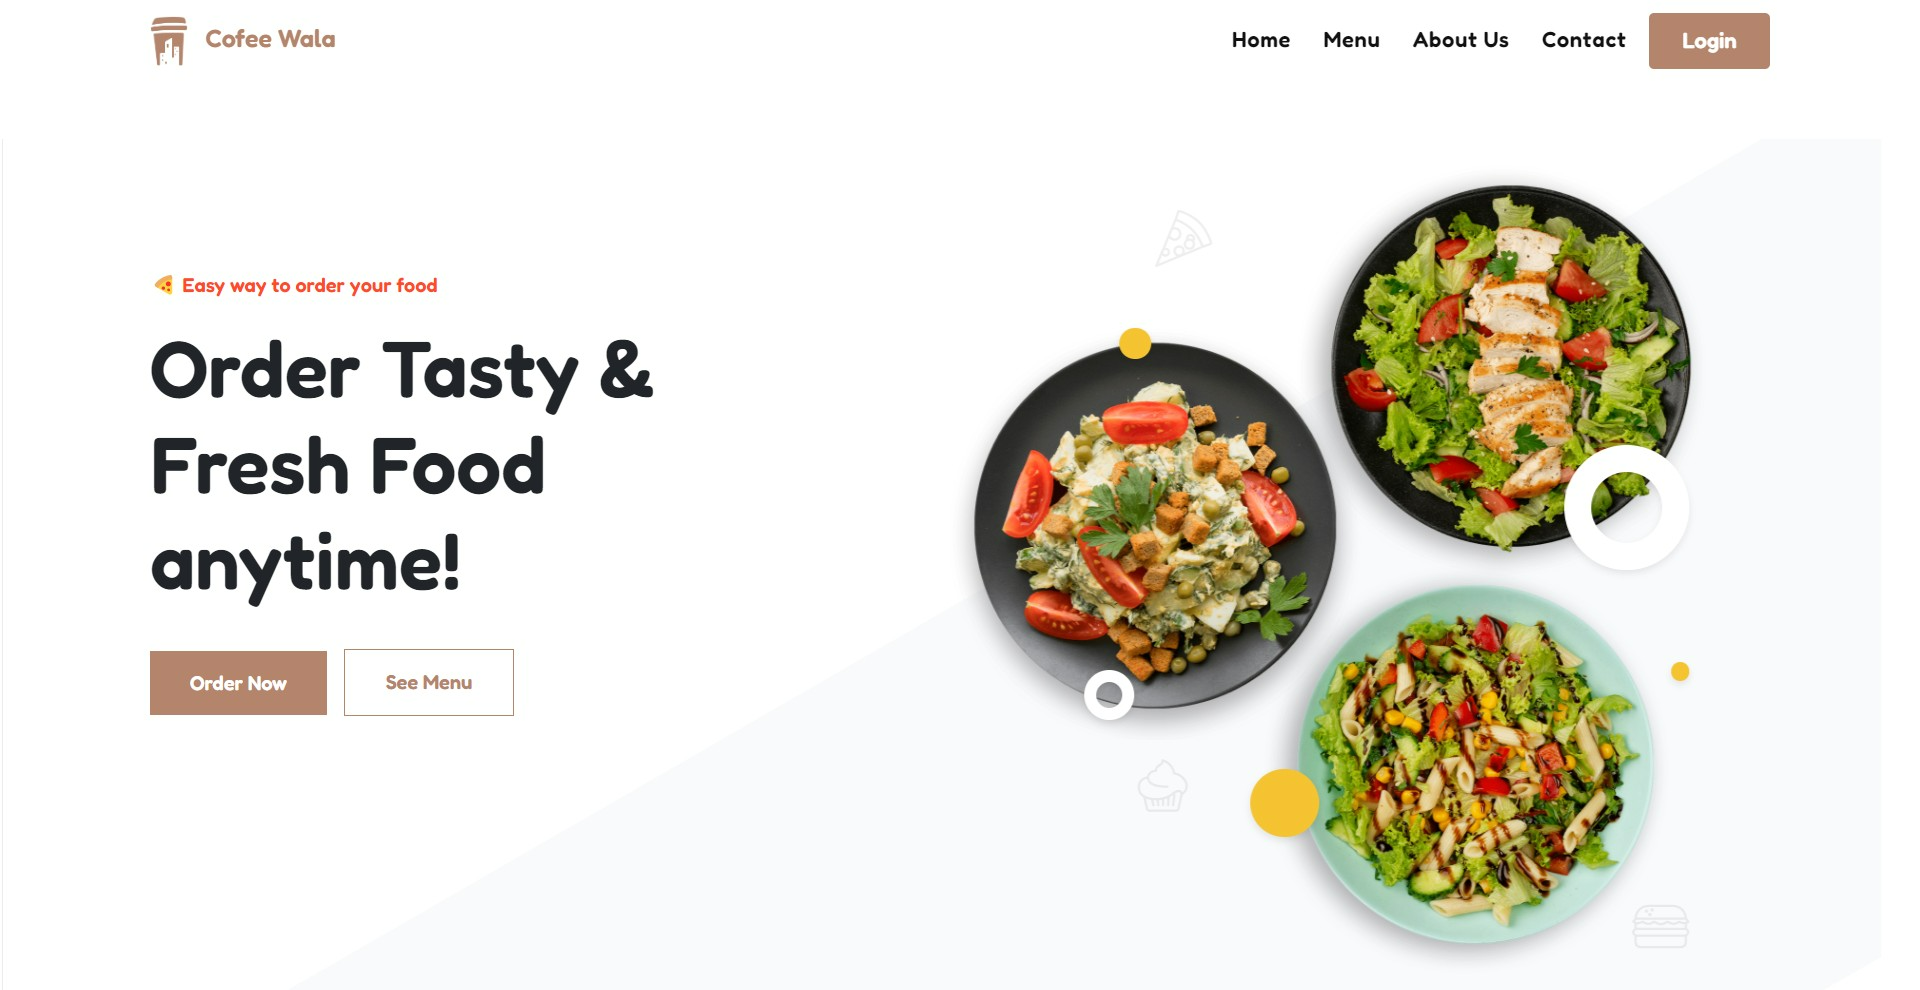 Cofee Wala
Home Menu About Us Contact Login
Easy way to order your food
Order Tasty &
Fresh Food
anytime!
Order Now See Menu